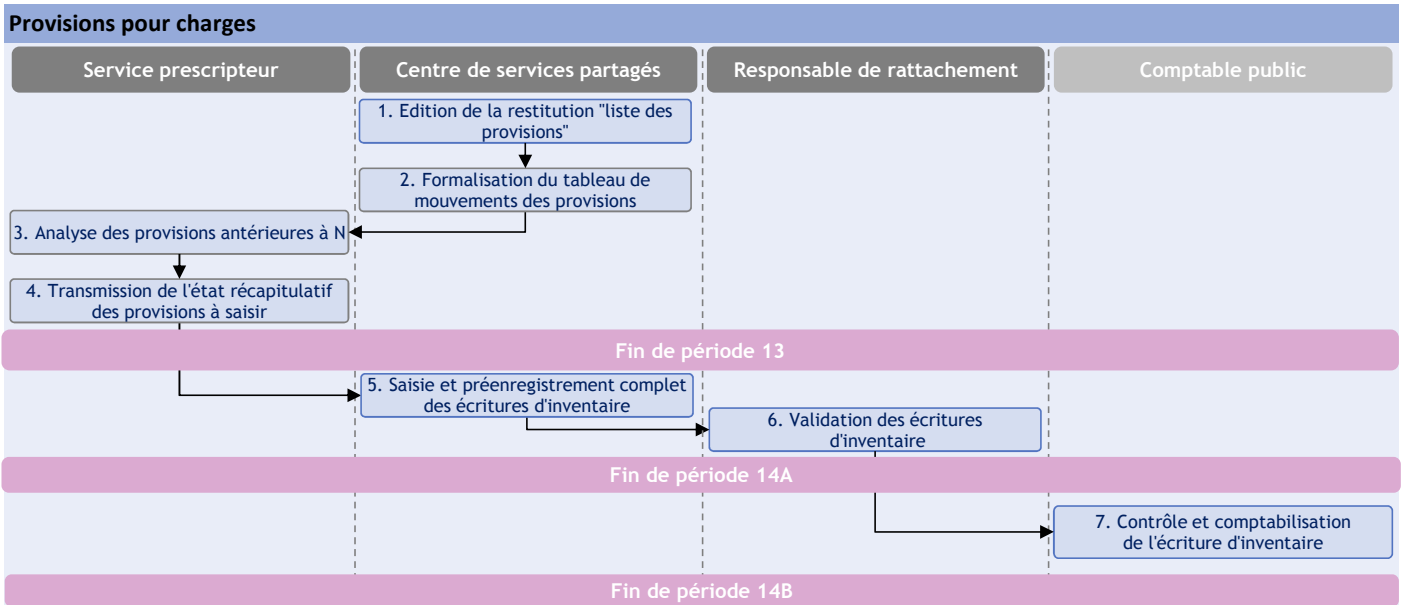 Provisions pour charges
Service prescripteur
Centre de services partagés
Responsable de rattachement
Comptable public
1. Edition de la restitution "liste des
provisions"
2. Formalisation du tableau de
mouvements des provisions
3. Analyse des provisions antérieures à N
4. Transmission de l'état récapitulatif
des provisions à saisir
Fin de période 13
5. Saisie et préenregistrement complet
des écritures d'inventaire
6. Validation des écritures
d'inventaire
Fin de période 14A
7. Contrôle et comptabilisation
de l'écriture d'inventaire
Fin de période 14B